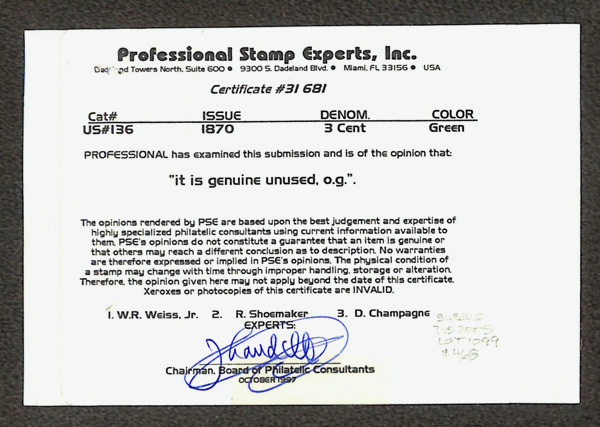 Professional Stamp Experts, Inc.
Dadeland Towers North, Suite 600 • 9300 S. Dadeland Blvd. • Miami, FL 33156 • USA
Certificate #31 681
Cat# ISSUE DENOM. COLOR
US#136 1870 3 Cent Green
PROFESSIONAL has examined this submission and is of the opinion that:
"it is genuine unused, o.g.".
The opinions rendered by PSE are based upon the best judgement and expertise of
highly specialized philatelic consultants using current information available to
them. PSE's opinions do not constitute a guarantee that an item is genuine or
that others may reach a different conclusion as to description. No warranties
are therefore expressed or implied in PSE's opinions. The physical condition of
a stamp may change with time through improper handling, storage or alteration.
Therefore, the opinion given here may not apply beyond the date of this certificate.
Xeroxes or photocopies of this certificate are INVALID.
1. W.R. Weiss, Jr. 2. R. Shoemaker 3. D. Champagne
EXPERTS:
LOT 1099
Chairman, Board of Philatelic Consultants
OCTOBER 1997